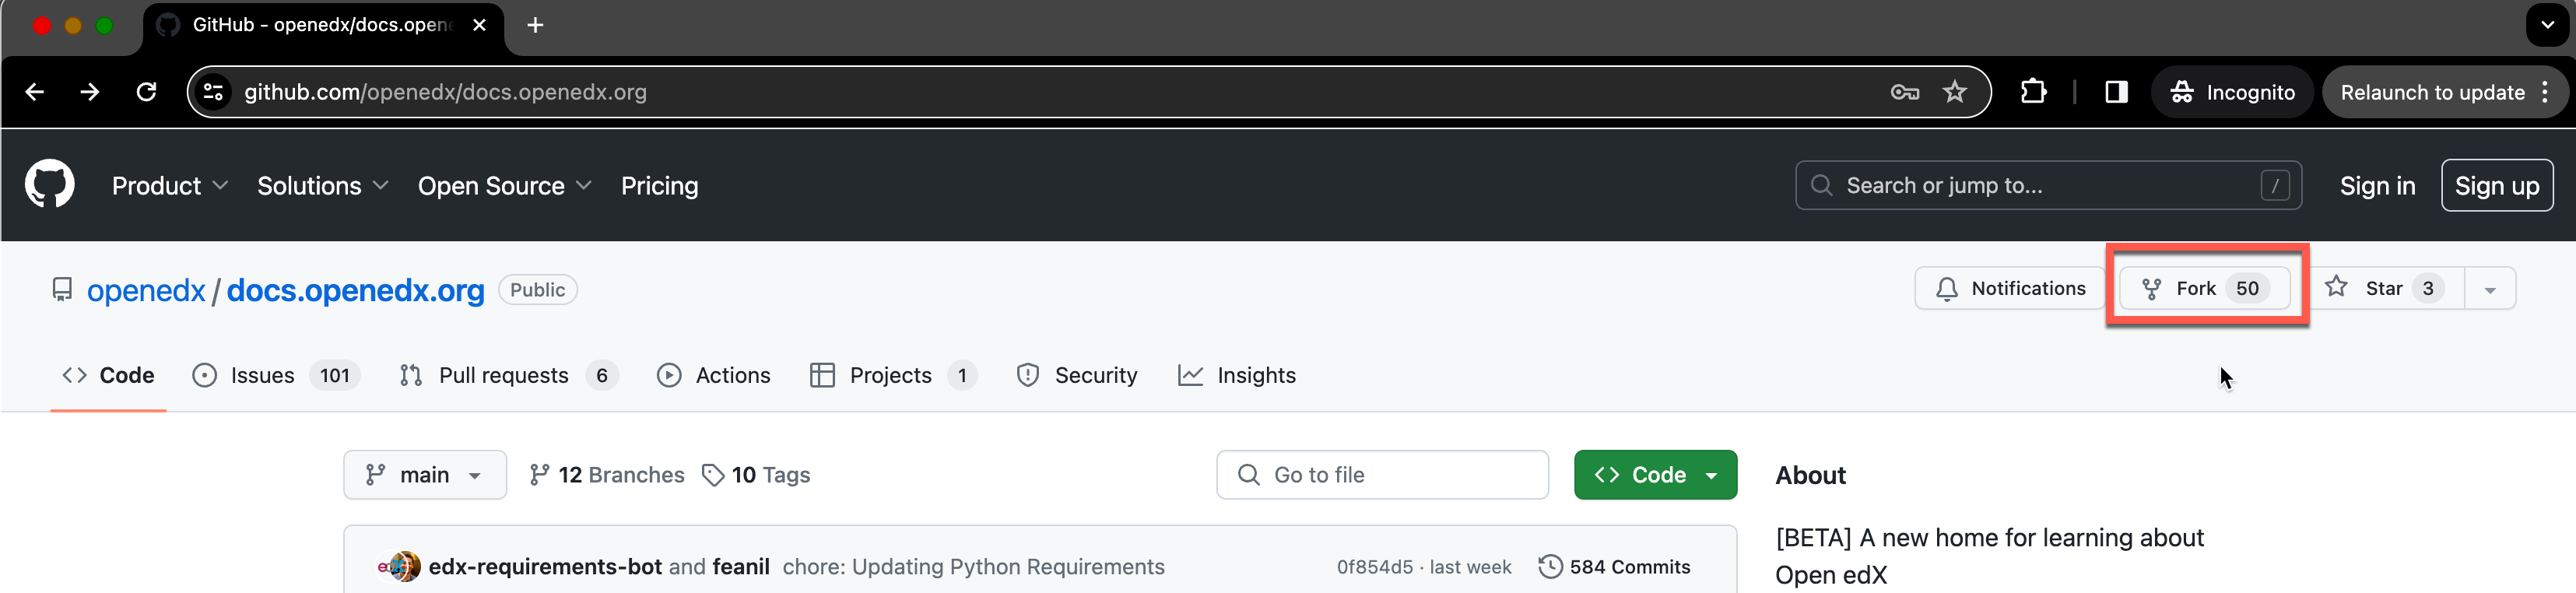 GitHub - openedx/docs.opene
github.com/openedx/docs.openedx.org
Incognito
Relaunch to update
Product
Solutions
Open Source
Pricing
Search or jump to...
/
Sign in
Sign up
openedx / docs.openedx.org
Public
Notifications
Fork 50
Star 3
Code
Issues 101
Pull requests 6
Actions
Projects 1
Security
Insights
main
12 Branches
10 Tags
Go to file
Code
About
edx-requirements-bot and feanil chore: Updating Python Requirements
0f854d5 · last week
584 Commits
[BETA] A new home for learning about
Open edX